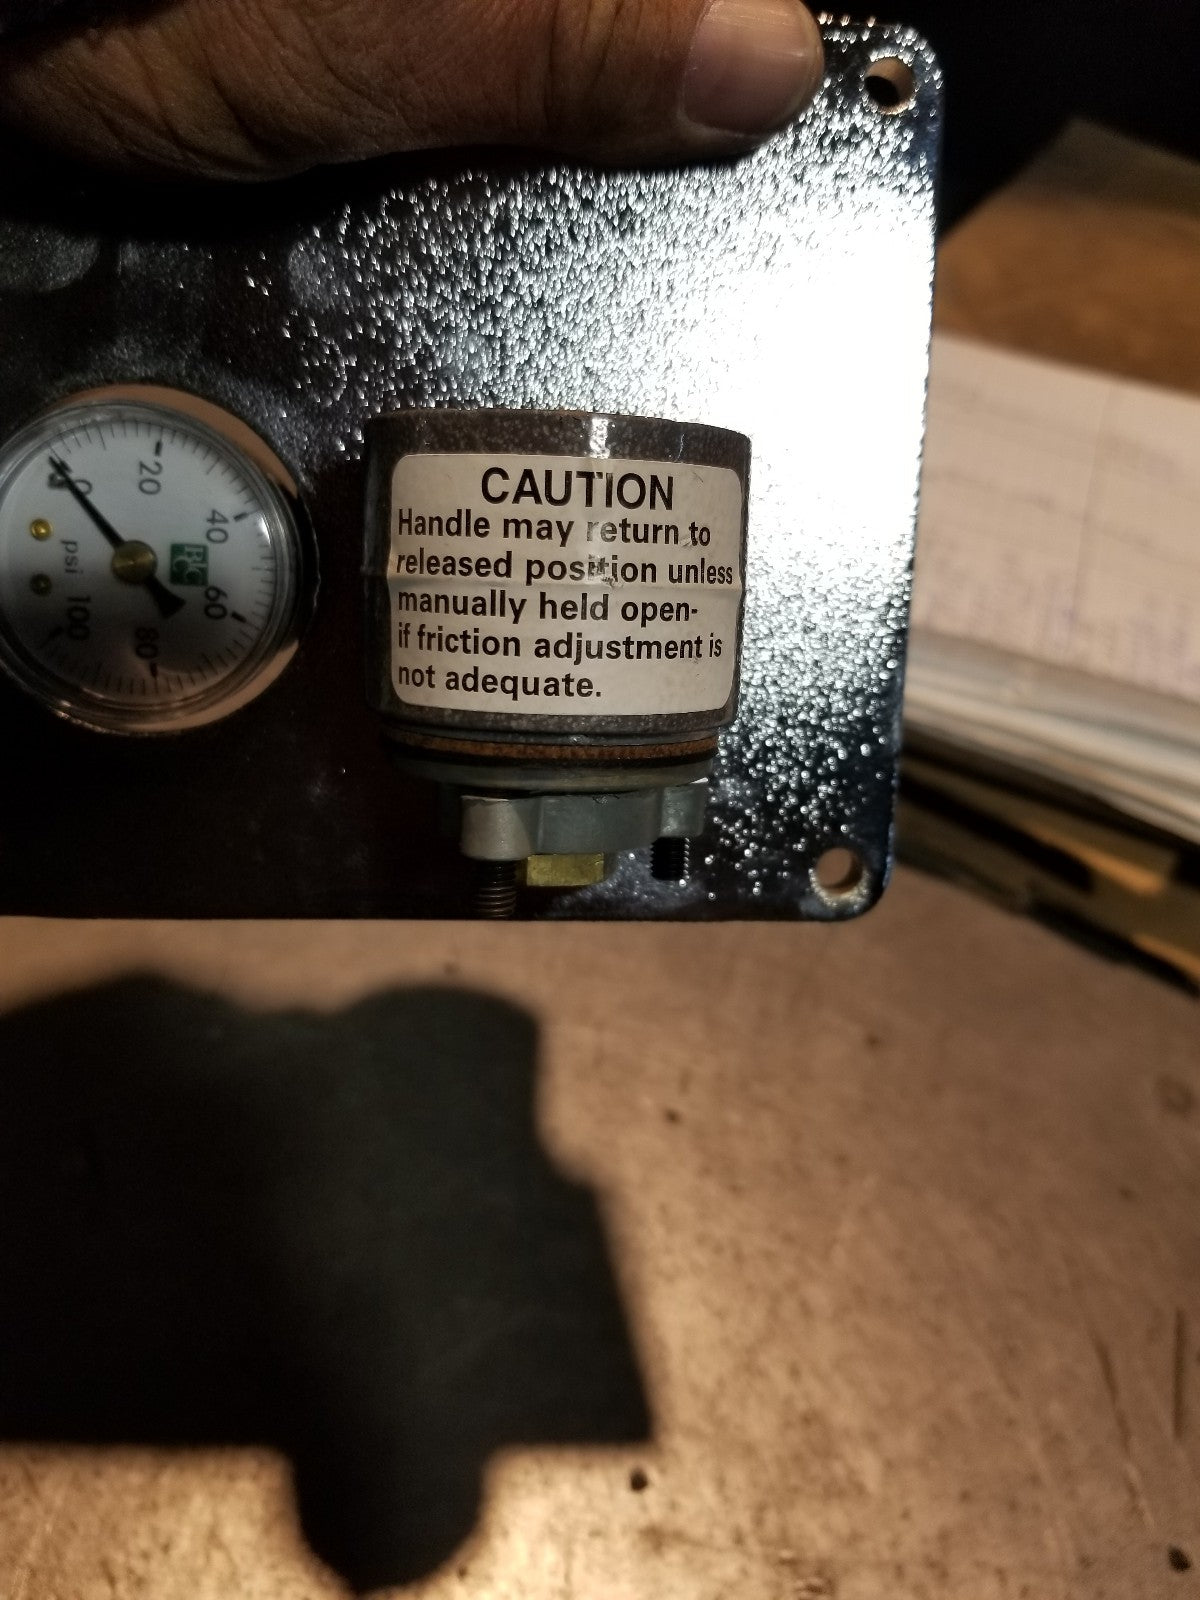 CAUTION
Handle may return to
released position unless
manually held open-
if friction adjustment is
not adequate.
0
20
40
60
80
100
psi